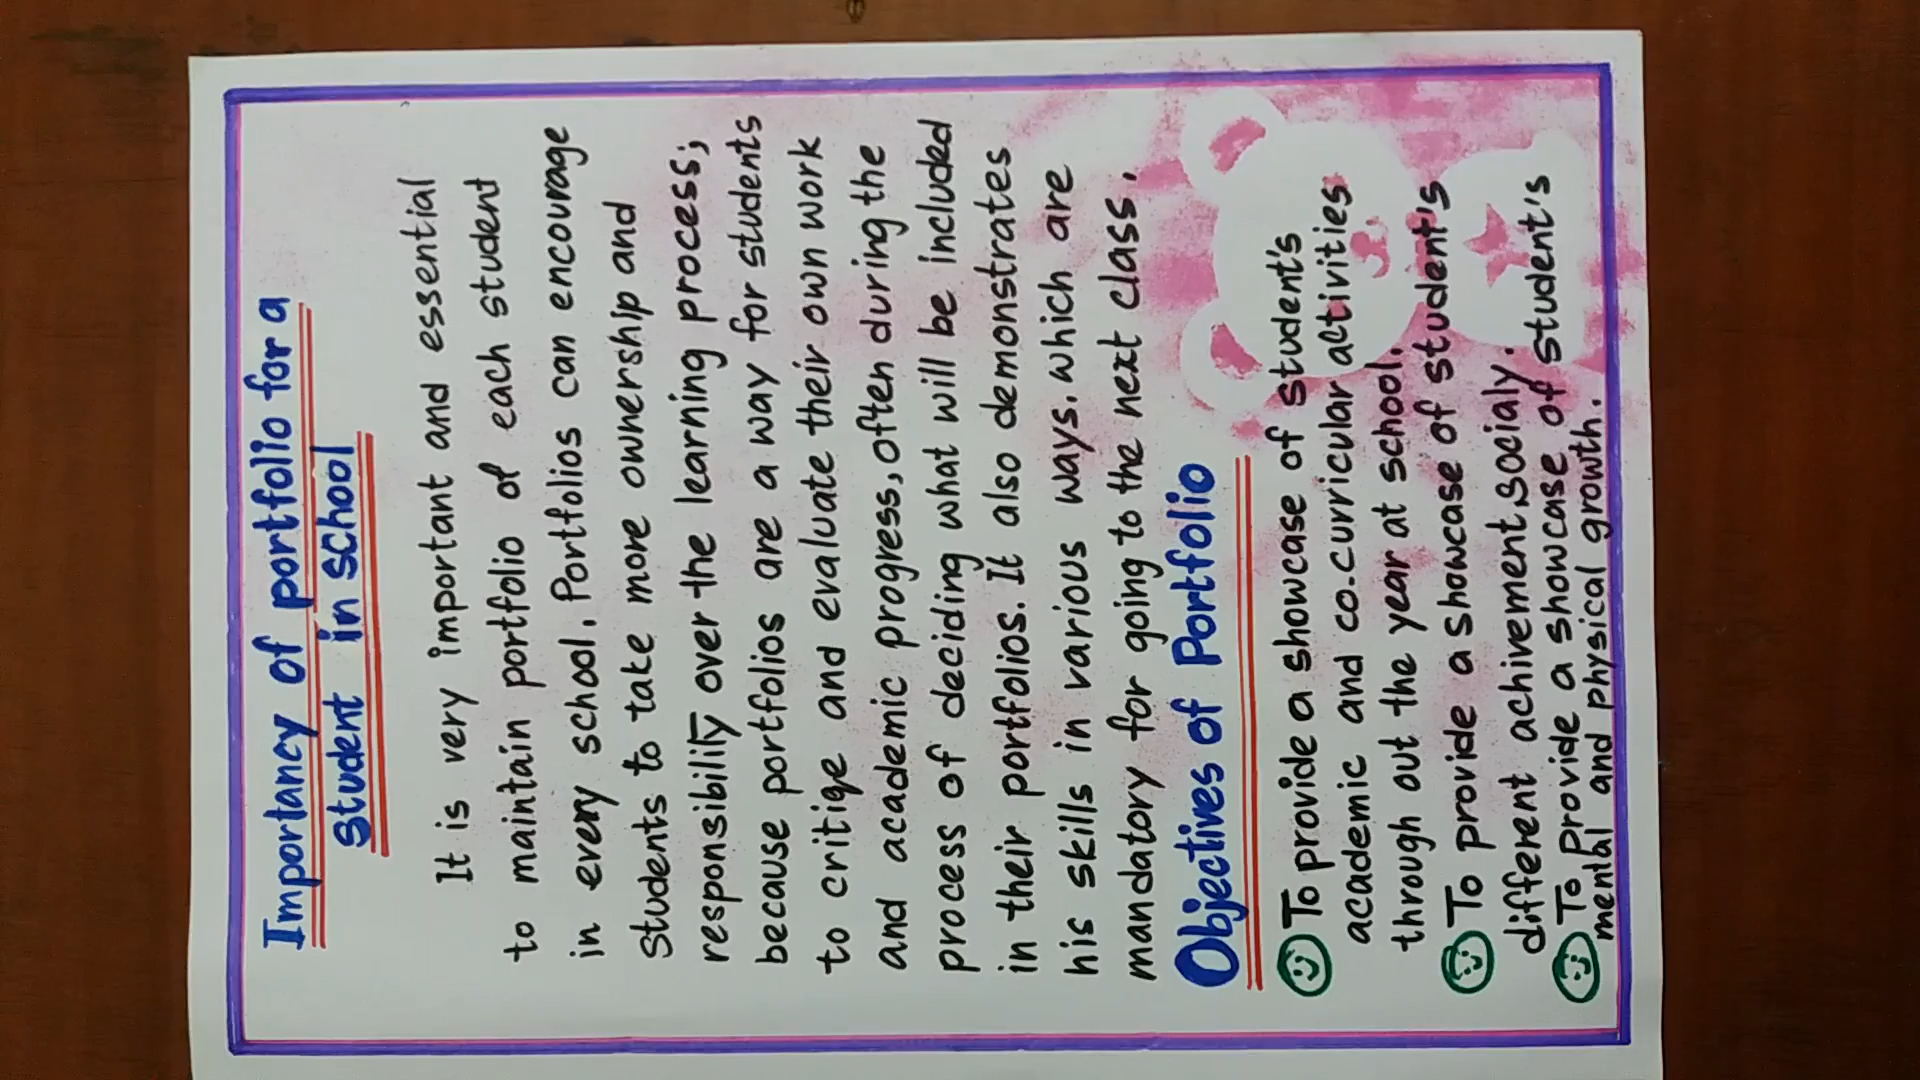 Importancy of portfolio for a
student in school
It is very important and essential
to maintain portfolio of each student
in every school. Portfolios can encourage
students to take more ownership and
responsibility over the learning process;
because portfolios are a way for students
to critiqe and evaluate their own work
and accademic progress, often during the
process of deciding what will be included
in their portfolios. It also demonstrates
his skills in various ways. which are
mandatory for going to the next class.
Objectives of Portfolio
To provide a showcase of student's
accademic and co.curricular altivities
through out the year at school.
To provide a showcase of student's
different achivement, socialy.
To provide a showcase of student's
mental and physical growth.